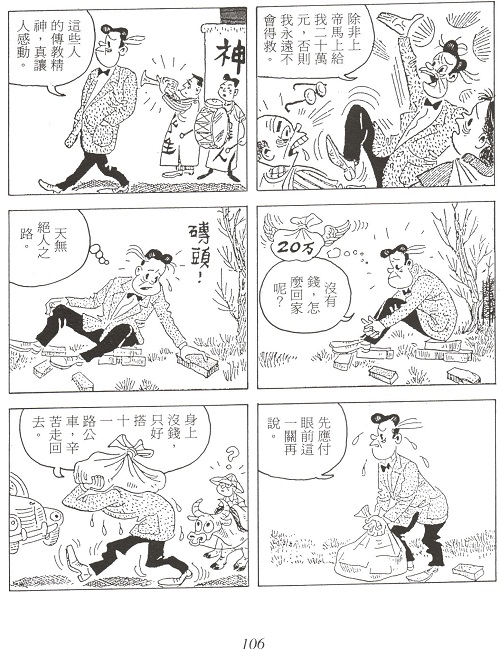 除非上
帝馬上給
我二十萬
元，否則
我永遠不
會得救。
神
這些人
的傳教精
神，真讓
人感動。
20万
沒有
錢，怎
麼回家
呢？
磚頭！
天無
絕人之
路。
先應付
眼前這
一關再
說。
?
身上
沒錢，
只好
搭
十
一
路公
車，辛
苦走回
去。
106